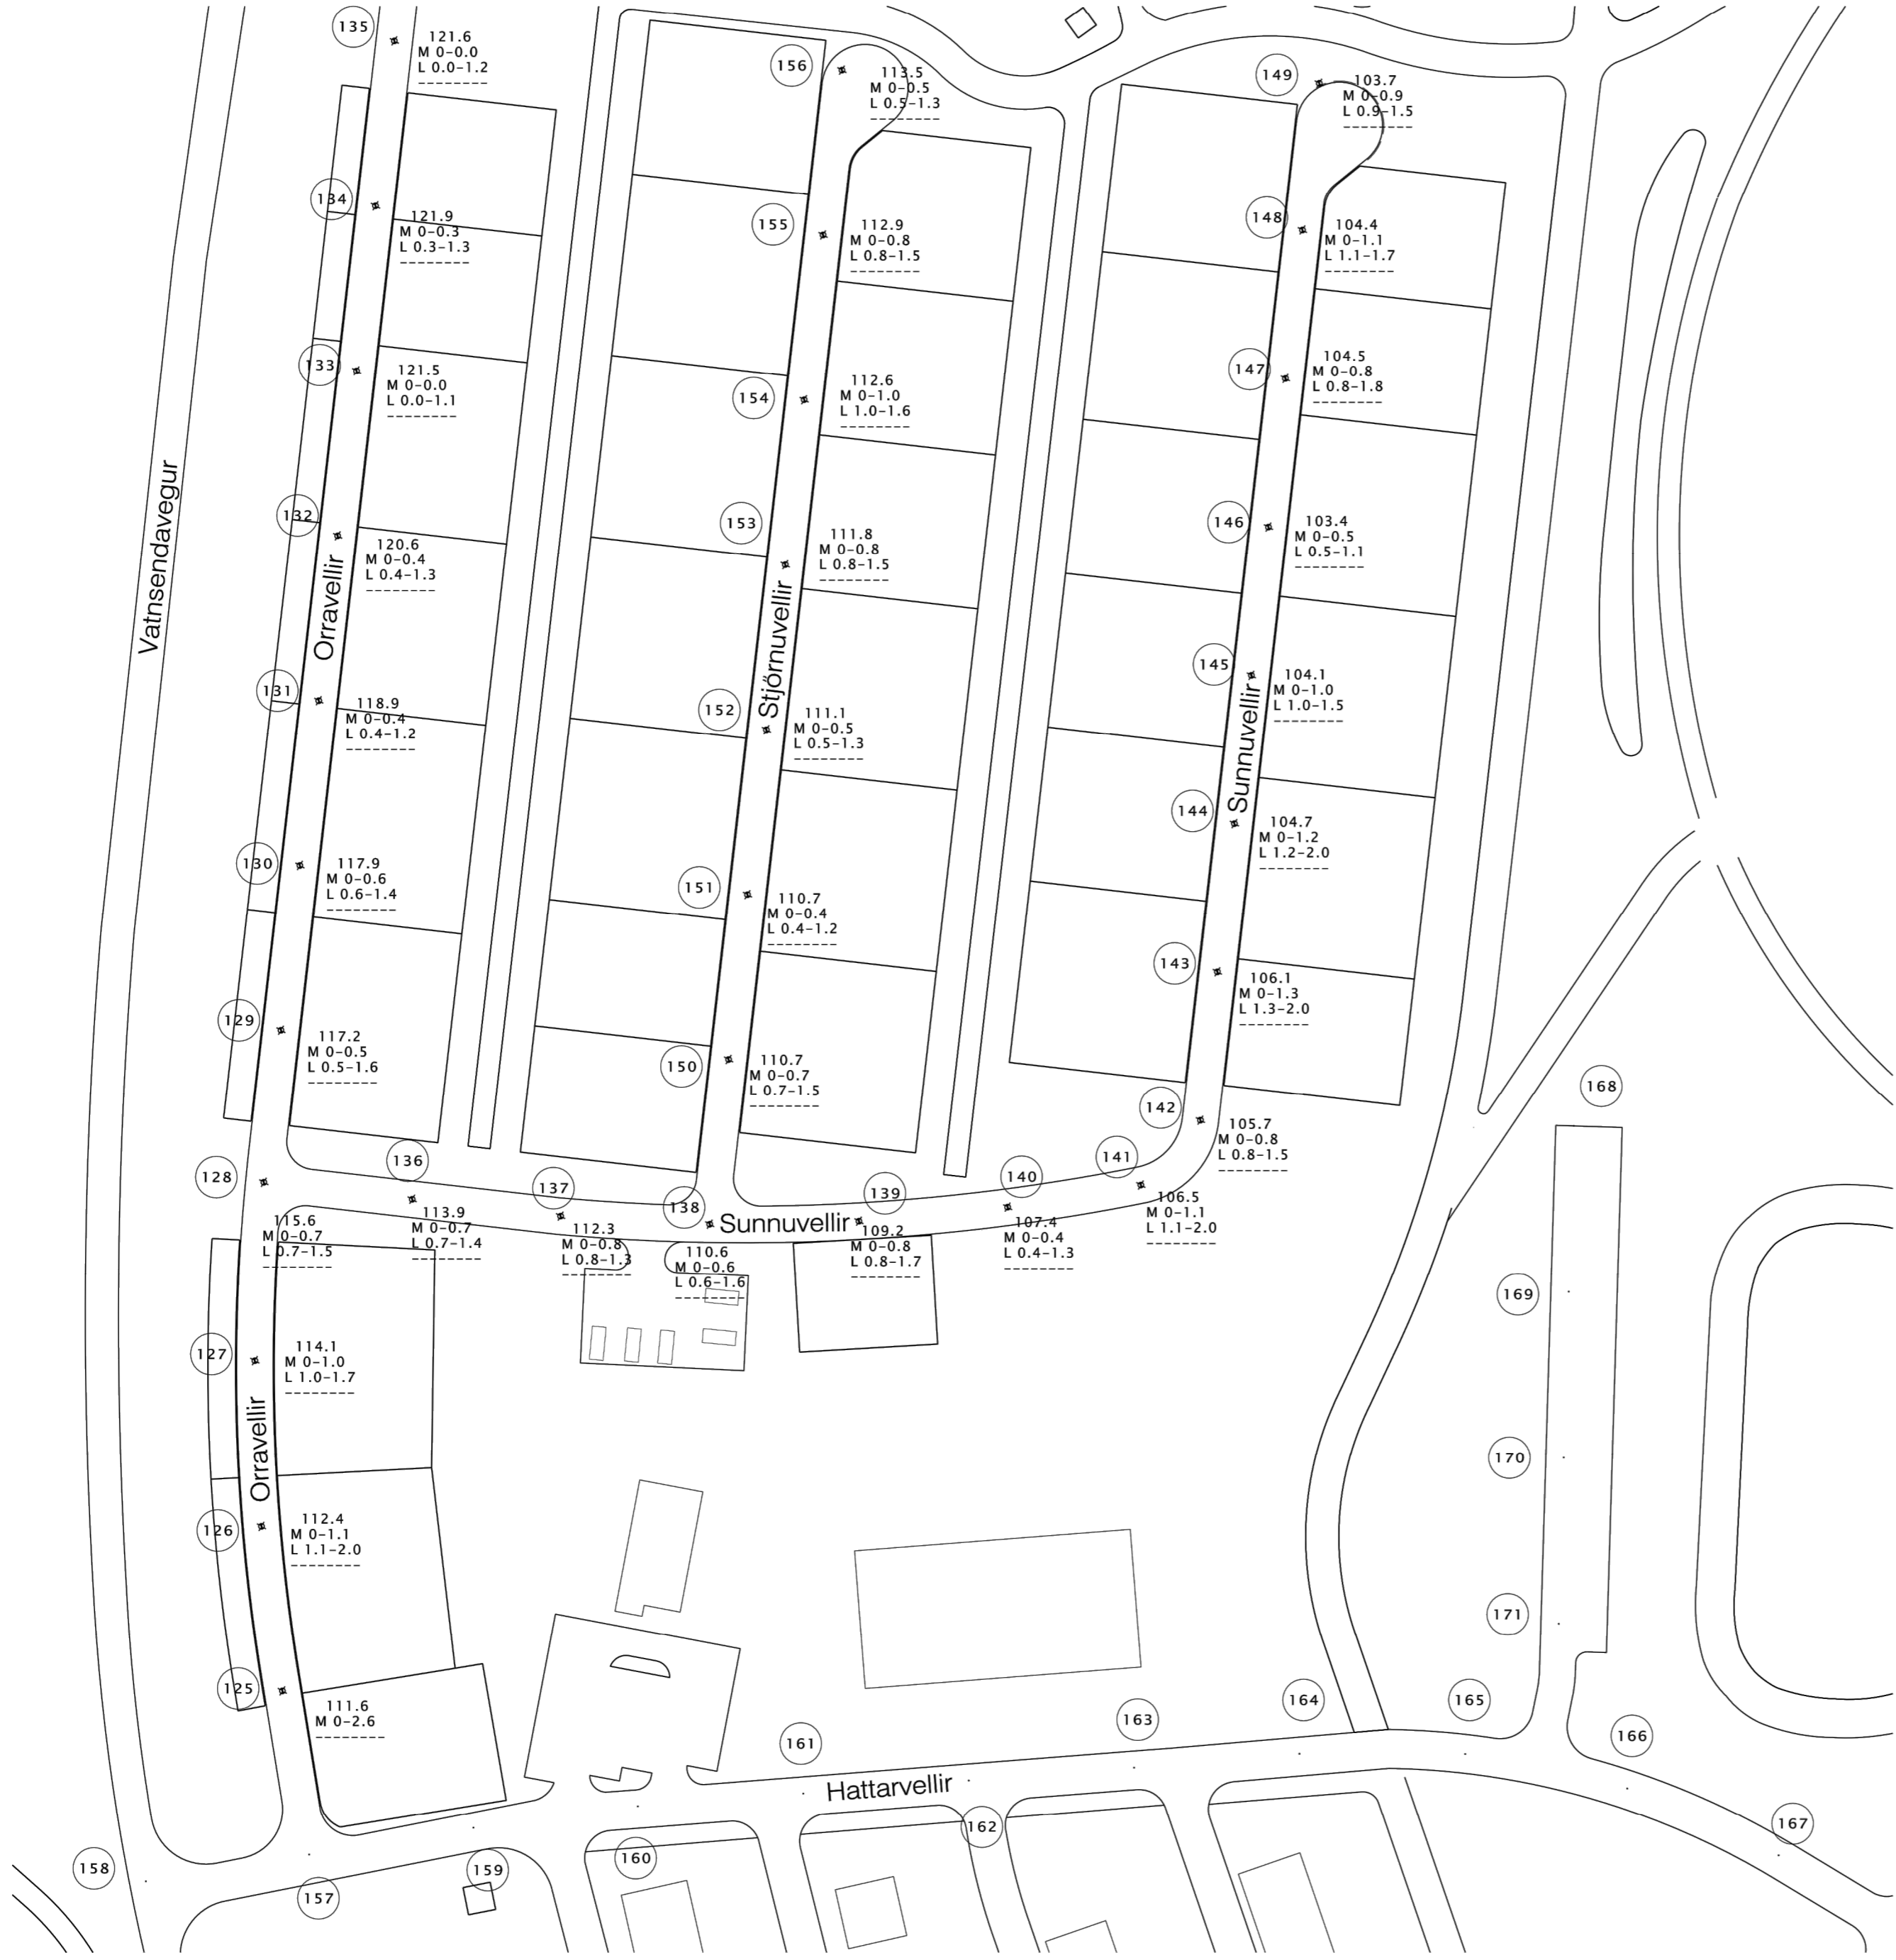 135
121.6
M 0-0.0
L 0.0-1.2
134
121.9
M 0-0.3
L 0.3-1.3
133
121.5
M 0-0.0
L 0.0-1.1
132
120.6
M 0-0.4
L 0.4-1.3
Orravellir
131
118.9
M 0-0.4
L 0.4-1.2
130
117.9
M 0-0.6
L 0.6-1.4
129
117.2
M 0-0.5
L 0.5-1.6
Vatnsendavegur
156
113.5
M 0-0.5
L 0.5-1.3
155
112.9
M 0-0.8
L 0.8-1.5
154
112.6
M 0-1.0
L 1.0-1.6
153
111.8
M 0-0.8
L 0.8-1.5
Stjörnuvellir
152
111.1
M 0-0.5
L 0.5-1.3
151
110.7
M 0-0.4
L 0.4-1.2
150
110.7
M 0-0.7
L 0.7-1.5
149
103.7
M 0-0.9
L 0.9-1.5
148
104.4
M 0-1.1
L 1.1-1.7
147
104.5
M 0-0.8
L 0.8-1.8
146
103.4
M 0-0.5
L 0.5-1.1
145
104.1
M 0-1.0
L 1.0-1.5
Sunnuvellir
144
104.7
M 0-1.2
L 1.2-2.0
143
106.1
M 0-1.3
L 1.3-2.0
142
105.7
M 0-0.8
L 0.8-1.5
128
115.6
M 0-0.7
L 0.7-1.5
136
113.9
M 0-0.7
L 0.7-1.4
137
112.3
M 0-0.8
L 0.8-1.3
138
Sunnuvellir
110.6
M 0-0.6
L 0.6-1.6
139
109.2
M 0-0.8
L 0.8-1.7
140
107.4
M 0-0.4
L 0.4-1.3
141
106.5
M 0-1.1
L 1.1-2.0
127
114.1
M 0-1.0
L 1.0-1.7
Orravellir
126
112.4
M 0-1.1
L 1.1-2.0
125
111.6
M 0-2.6
168
169
170
171
161
163
164
165
166
Hattarvellir
162
167
158
157
159
160